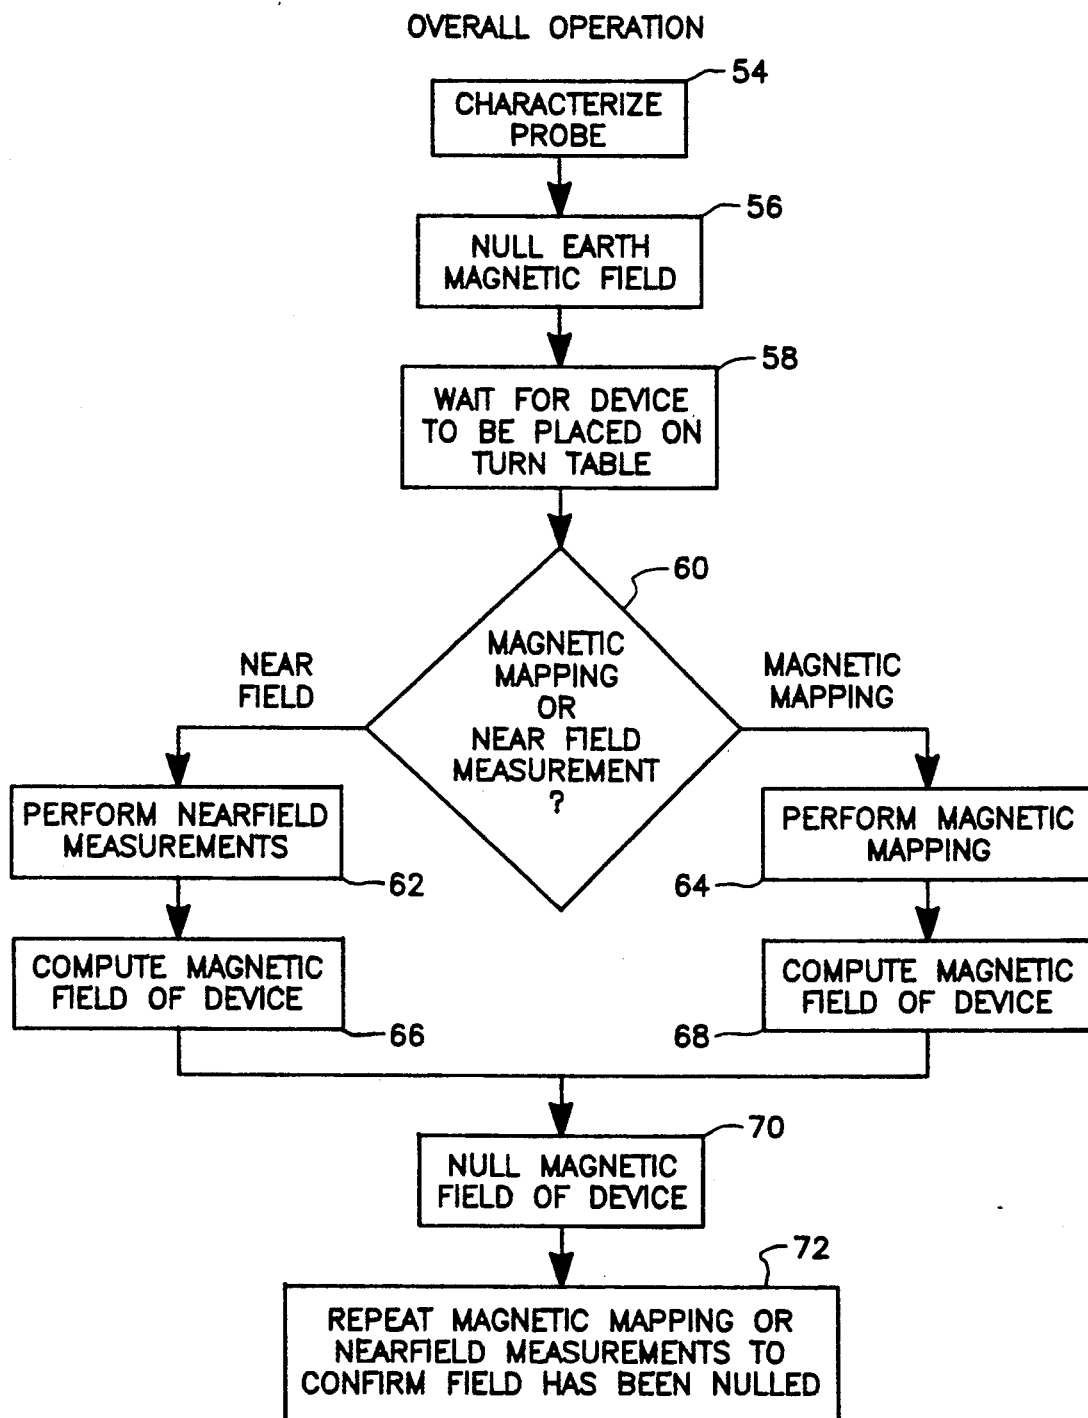 OVERALL OPERATION
54
CHARACTERIZE
PROBE
56
NULL EARTH
MAGNETIC FIELD
58
WAIT FOR DEVICE
TO BE PLACED ON
TURN TABLE
60
MAGNETIC
MAPPING
OR
NEAR FIELD
MEASUREMENT
?
NEAR
FIELD
MAGNETIC
MAPPING
PERFORM NEARFIELD
MEASUREMENTS
62
PERFORM MAGNETIC
MAPPING
64
COMPUTE MAGNETIC
FIELD OF DEVICE
66
COMPUTE MAGNETIC
FIELD OF DEVICE
68
70
NULL MAGNETIC
FIELD OF DEVICE
72
REPEAT MAGNETIC MAPPING OR
NEARFIELD MEASUREMENTS TO
CONFIRM FIELD HAS BEEN NULLED